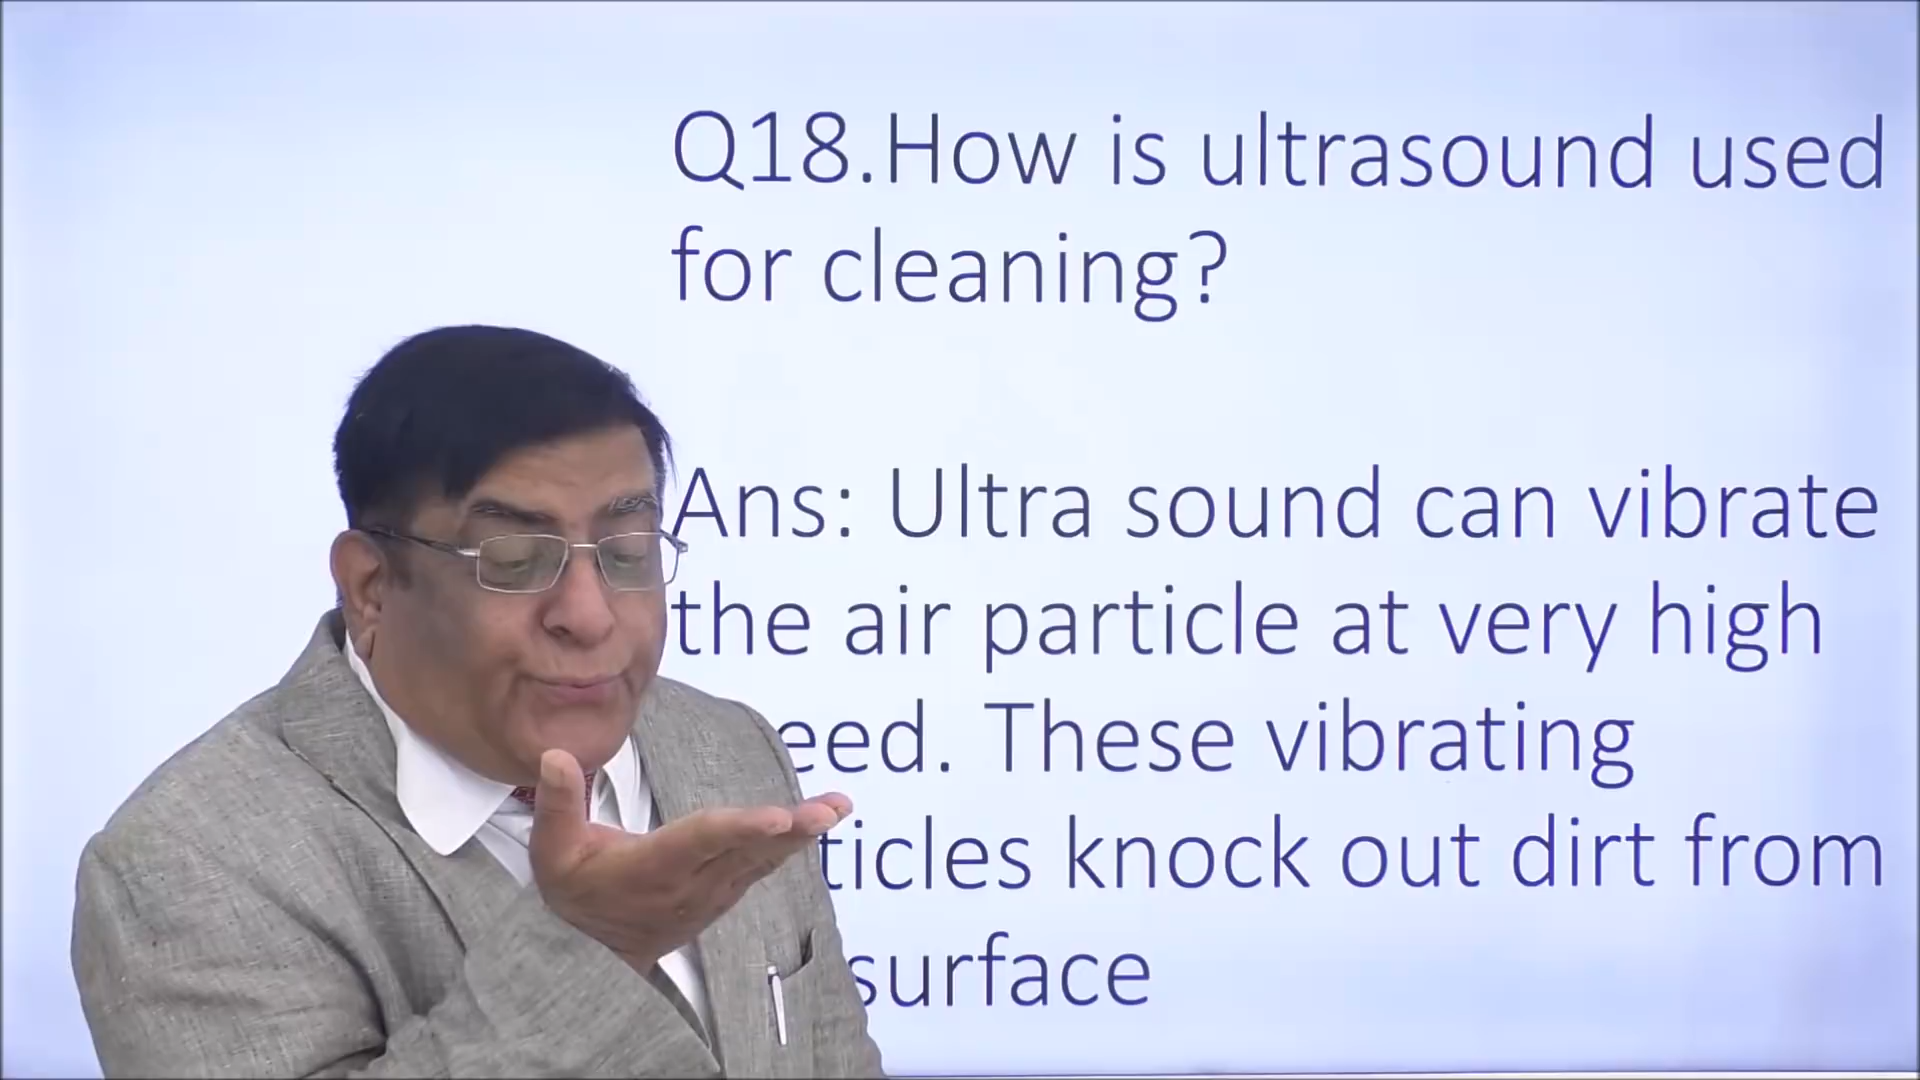 Q18.How is ultrasound used
for cleaning?
Ans: Ultra sound can vibrate
the air particle at very high
These vibrating
knock out dirt from
surface